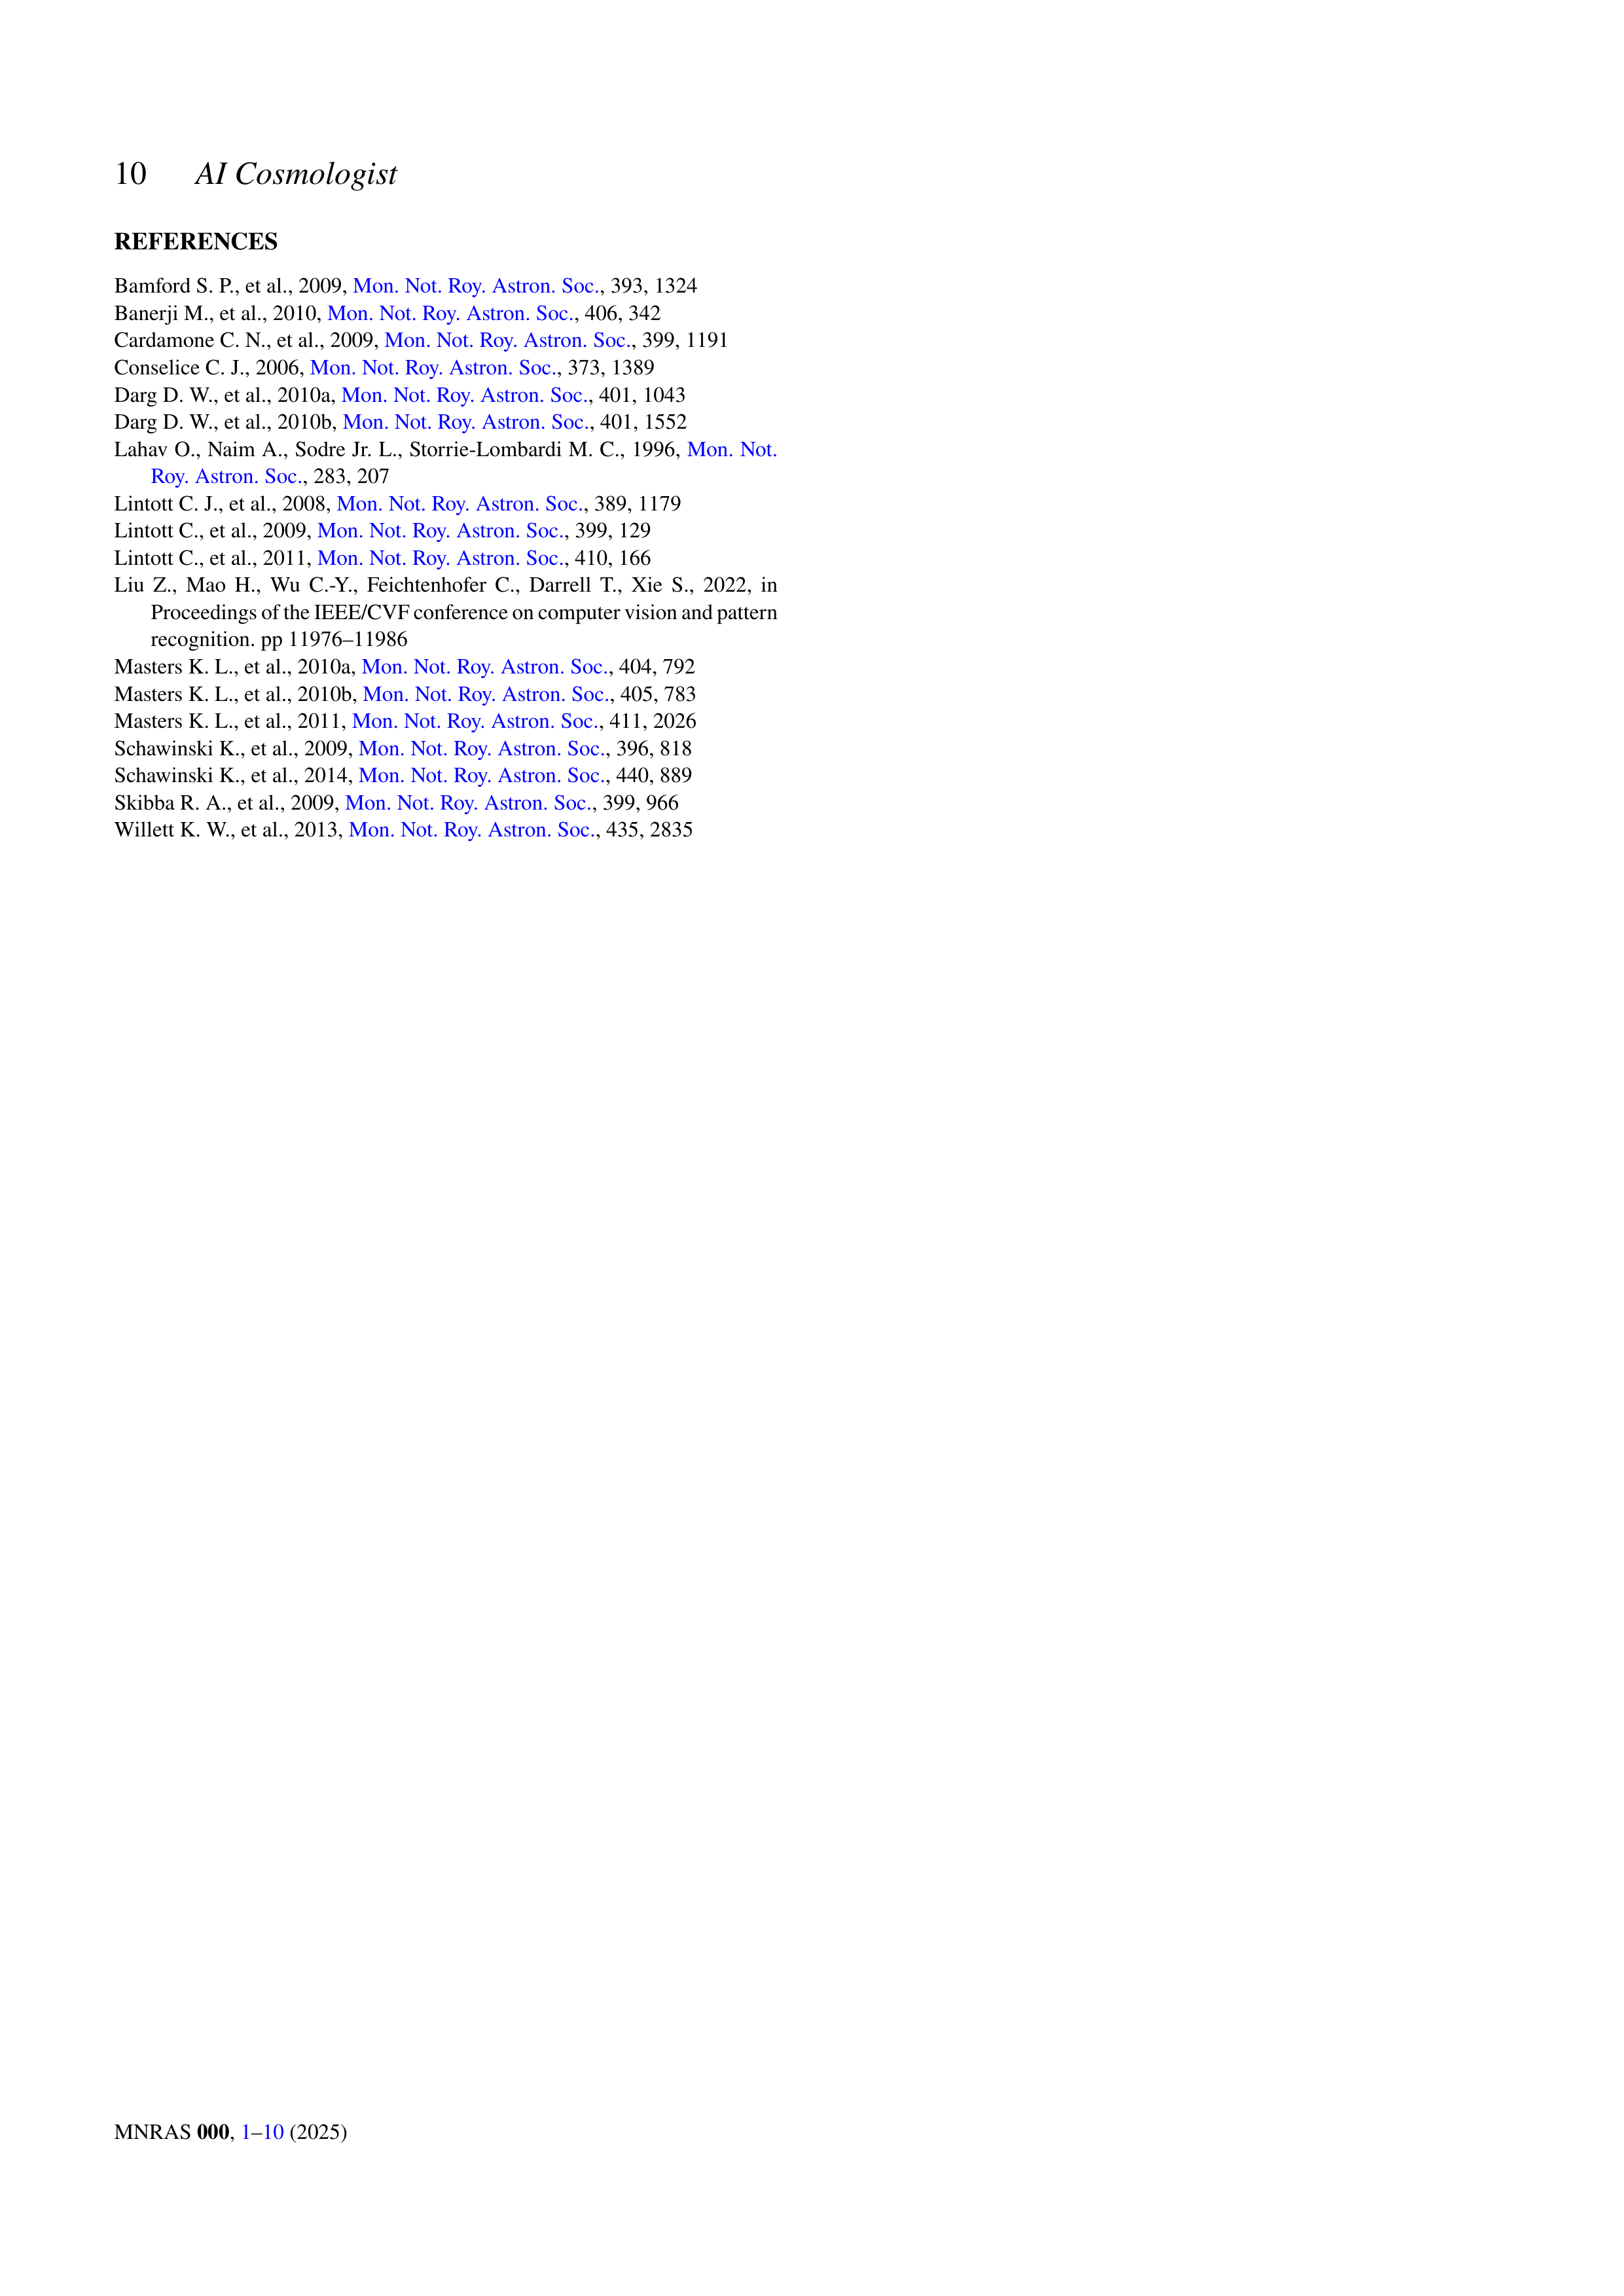 10 AI Cosmologist
REFERENCES
Bamford S. P., et al., 2009, Mon. Not. Roy. Astron. Soc., 393, 1324
Banerji M., et al., 2010, Mon. Not. Roy. Astron. Soc., 406, 342
Cardamone C. N., et al., 2009, Mon. Not. Roy. Astron. Soc., 399, 1191
Conselice C. J., 2006, Mon. Not. Roy. Astron. Soc., 373, 1389
Darg D. W., et al., 2010a, Mon. Not. Roy. Astron. Soc., 401, 1043
Darg D. W., et al., 2010b, Mon. Not. Roy. Astron. Soc., 401, 1552
Lahav O., Naim A., Sodre Jr. L., Storrie-Lombardi M. C., 1996, Mon. Not.
Roy. Astron. Soc., 283, 207
Lintott C. J., et al., 2008, Mon. Not. Roy. Astron. Soc., 389, 1179
Lintott C., et al., 2009, Mon. Not. Roy. Astron. Soc., 399, 129
Lintott C., et al., 2011, Mon. Not. Roy. Astron. Soc., 410, 166
Liu Z., Mao H., Wu C.-Y., Feichtenhofer C., Darrell T., Xie S., 2022, in
Proceedings of the IEEE/CVF conference on computer vision and pattern
recognition. pp 11976–11986
Masters K. L., et al., 2010a, Mon. Not. Roy. Astron. Soc., 404, 792
Masters K. L., et al., 2010b, Mon. Not. Roy. Astron. Soc., 405, 783
Masters K. L., et al., 2011, Mon. Not. Roy. Astron. Soc., 411, 2026
Schawinski K., et al., 2009, Mon. Not. Roy. Astron. Soc., 396, 818
Schawinski K., et al., 2014, Mon. Not. Roy. Astron. Soc., 440, 889
Skibba R. A., et al., 2009, Mon. Not. Roy. Astron. Soc., 399, 966
Willett K. W., et al., 2013, Mon. Not. Roy. Astron. Soc., 435, 2835
MNRAS 000, 1–10 (2025)